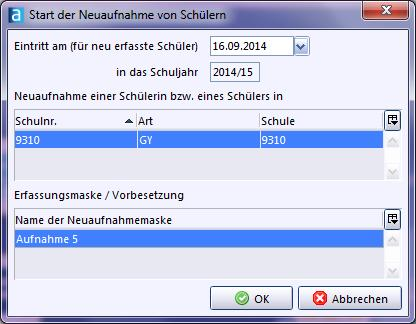 a Start der Neuaufnahme von Schülern
Eintritt am (für neu erfasste Schüler) 16.09.2014
in das Schuljahr 2014/15
Neuaufnahme einer Schülerin bzw. eines Schülers in
Schulnr. Art Schule
9310 GY 9310
Erfassungsmaske / Vorbesetzung
Name der Neuaufnahmemaske
Aufnahme 5
OK Abbrechen